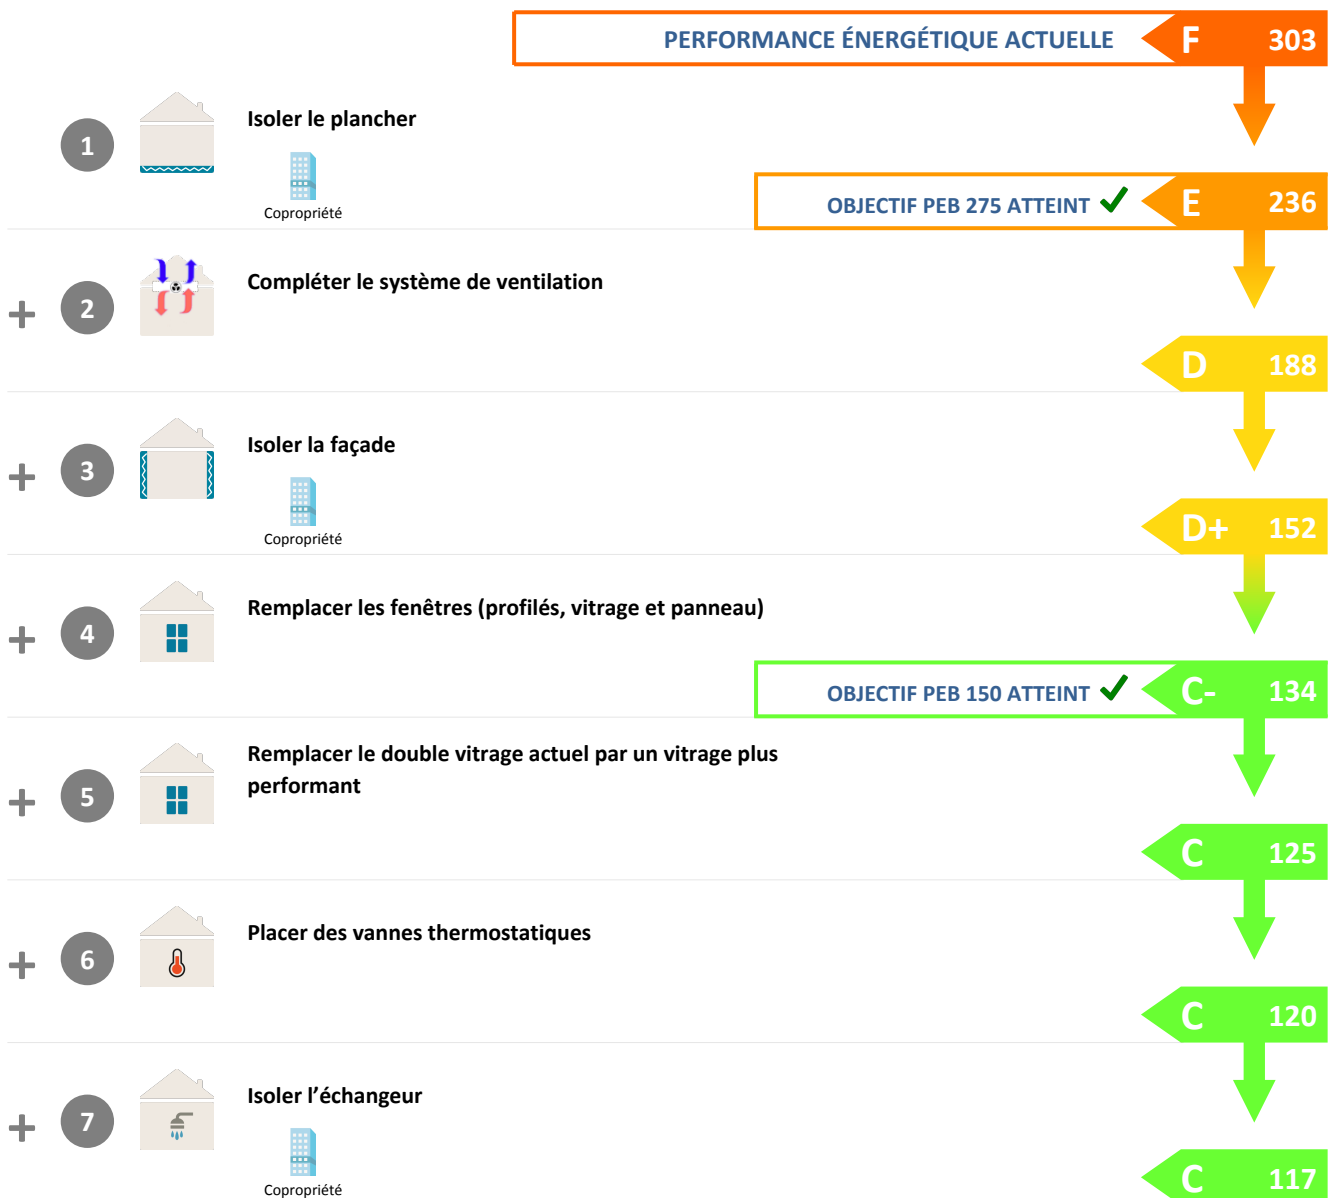 PERFORMANCE ÉNERGÉTIQUE ACTUELLE F 303
1 Isoler le plancher
Copropriété
OBJECTIF PEB 275 ATTEINT ✔ E 236
+ 2 Compléter le système de ventilation
D 188
+ 3 Isoler la façade
Copropriété
D+ 152
+ 4 Remplacer les fenêtres (profilés, vitrage et panneau)
OBJECTIF PEB 150 ATTEINT ✔ C- 134
+ 5 Remplacer le double vitrage actuel par un vitrage plus
performant
C 125
+ 6 Placer des vannes thermostatiques
C 120
+ 7 Isoler l’échangeur
Copropriété
C 117